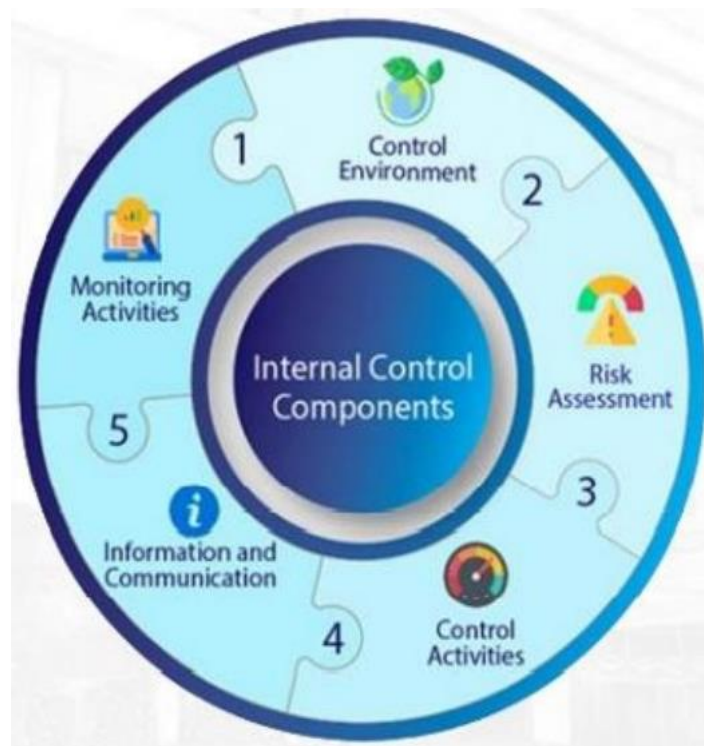 Internal Control
Components
1
Control
Environment
2
Risk
Assessment
3
Control
Activities
4
Information and
Communication
5
Monitoring
Activities